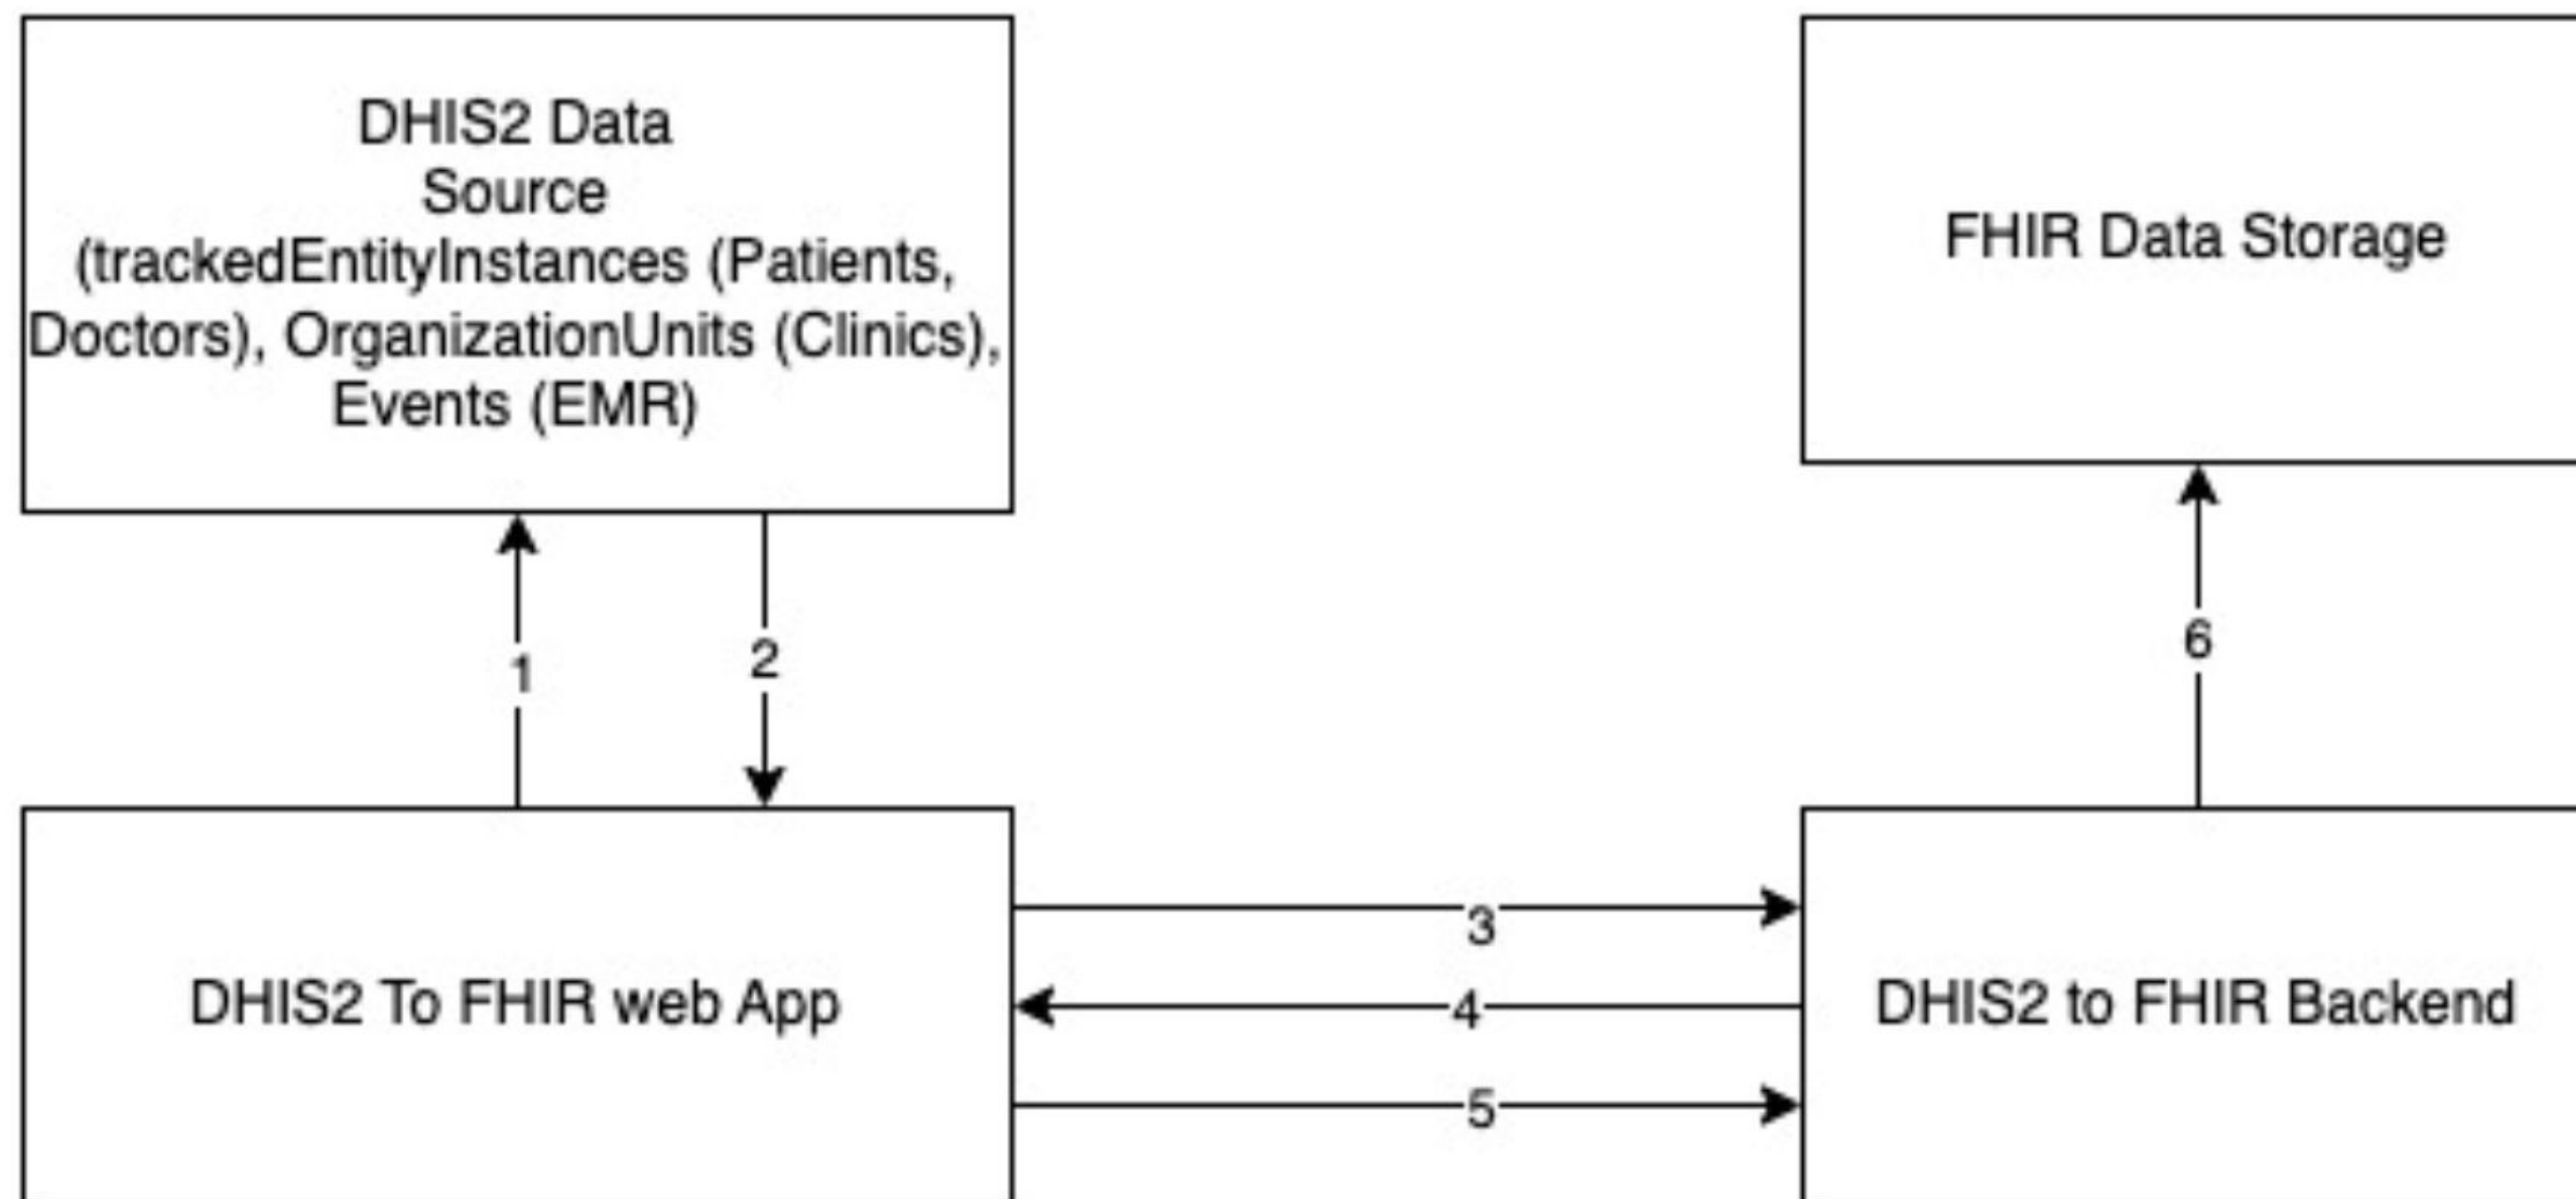 DHIS2 Data
Source
(trackedEntityInstances (Patients,
Doctors), OrganizationUnits (Clinics),
Events (EMR)
FHIR Data Storage
1
2
6
DHIS2 To FHIR web App
3
4
5
DHIS2 to FHIR Backend